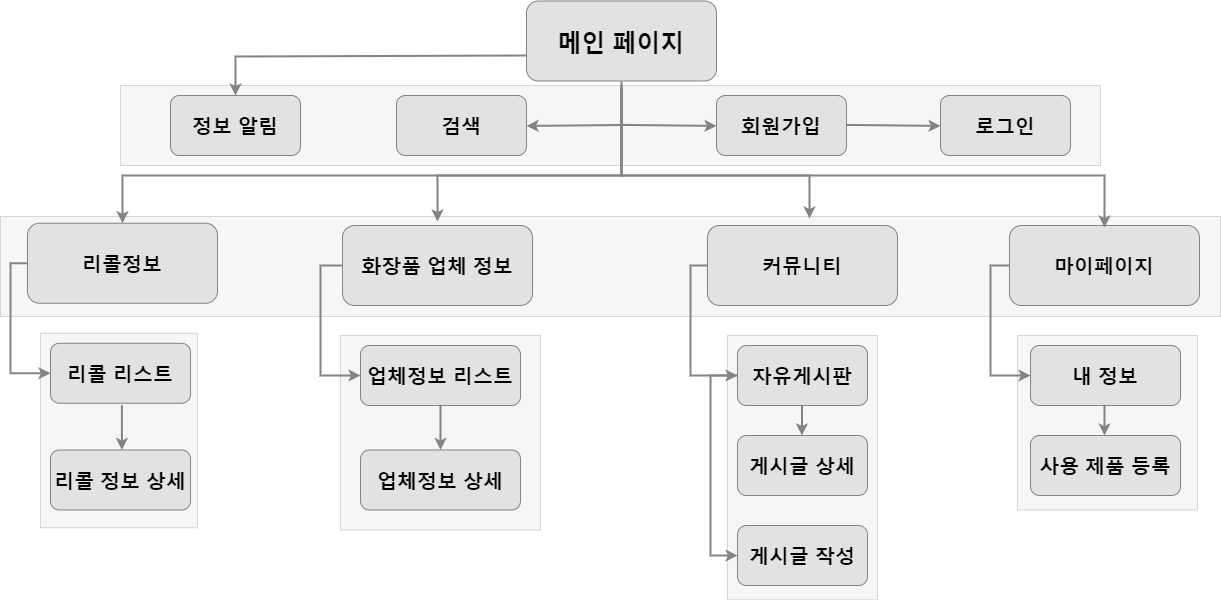 메인 페이지
정보 알림
검색
회원가입
로그인
리콜정보
화장품 업체 정보
커뮤니티
마이페이지
리콜 리스트
업체정보 리스트
자유게시판
내 정보
리콜 정보 상세
업체정보 상세
게시글 상세
사용 제품 등록
게시글 작성